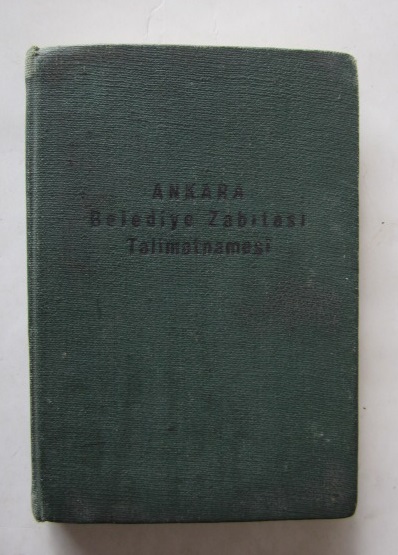 ANKARA
Belediye Zabıtası
Talimatnamesi